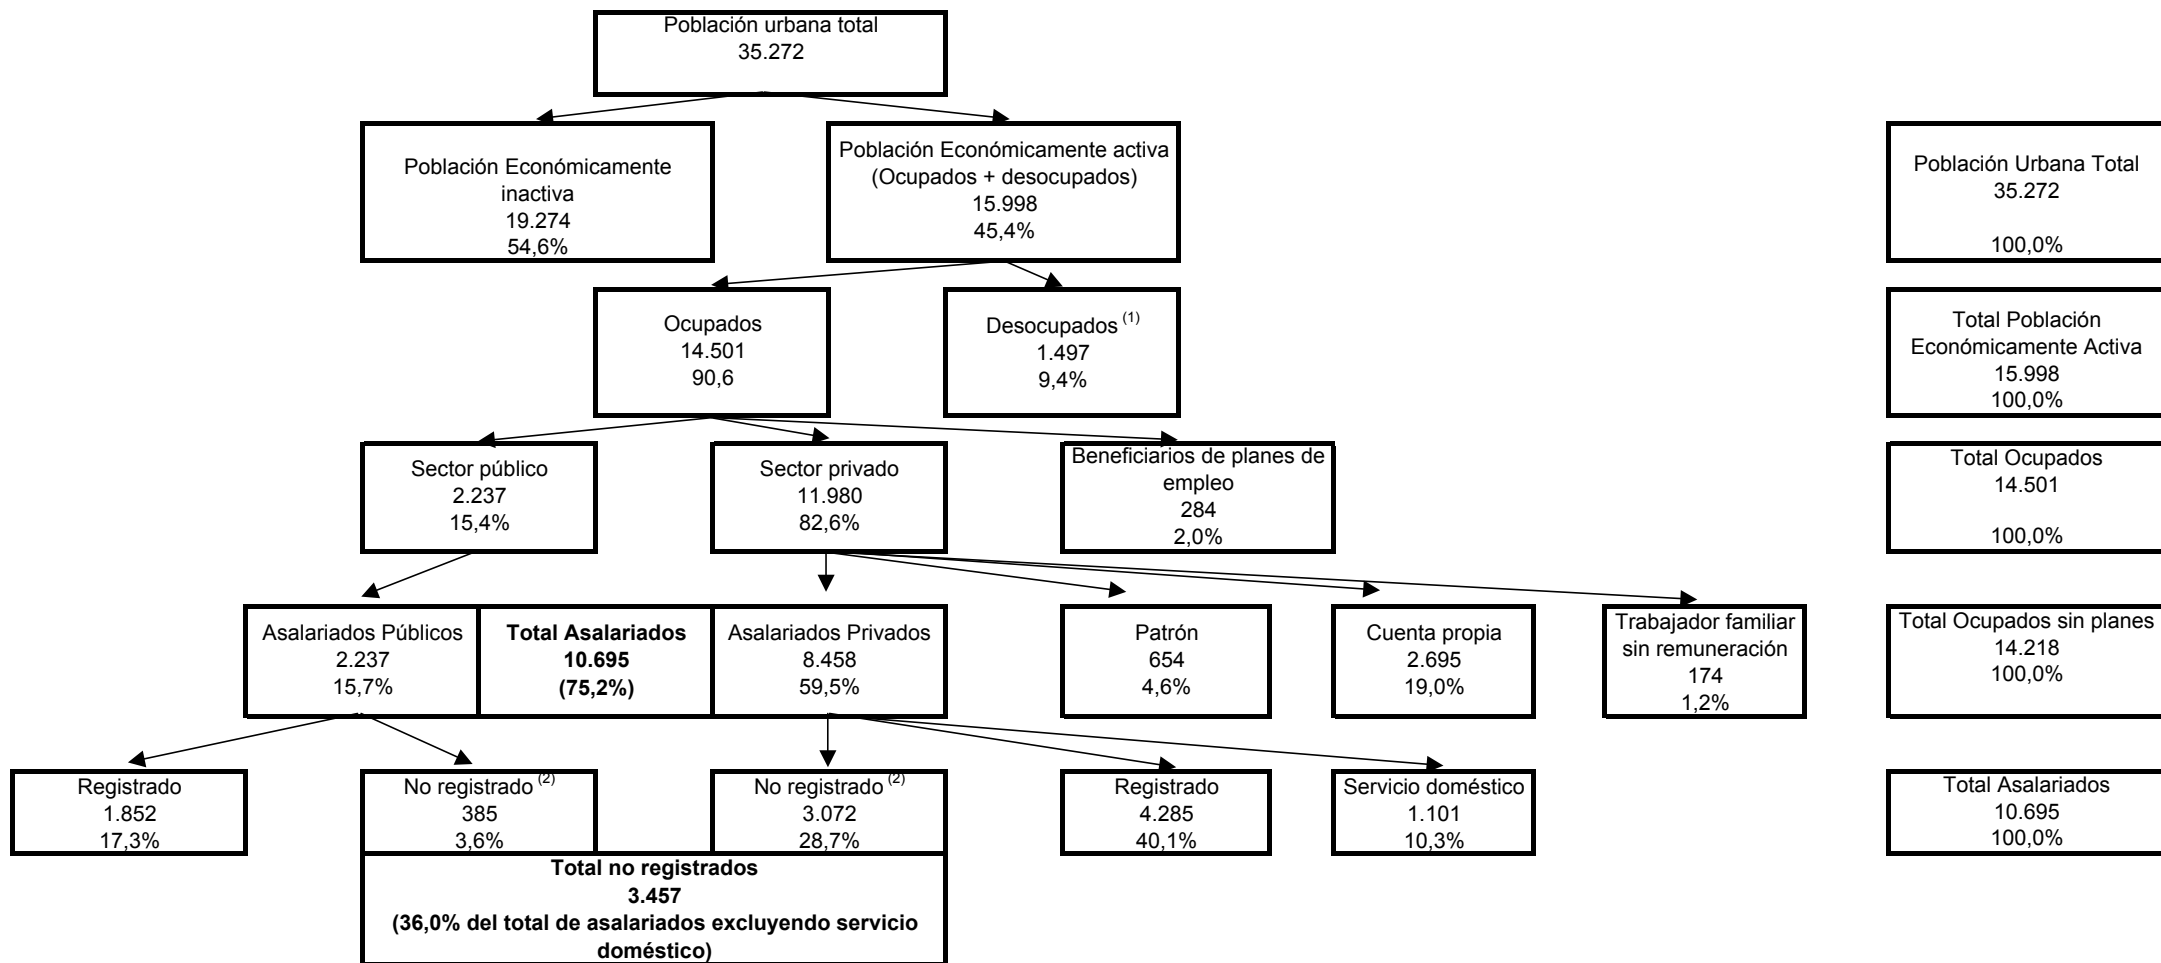 Población urbana total
35.272
Población Económicamente
inactiva
19.274
54,6%
Población Económicamente activa
(Ocupados + desocupados)
15.998
45,4%
Población Urbana Total
35.272
100,0%
Ocupados
14.501
90,6
Desocupados (1)
1.497
9,4%
Total Población
Económicamente Activa
15.998
100,0%
Sector público
2.237
15,4%
Sector privado
11.980
82,6%
Beneficiarios de planes de
empleo
284
2,0%
Total Ocupados
14.501
100,0%
Asalariados Públicos
2.237
15,7%
Total Asalariados
10.695
(75,2%)
Asalariados Privados
8.458
59,5%
Patrón
654
4,6%
Cuenta propia
2.695
19,0%
Trabajador familiar
sin remuneración
174
1,2%
Total Ocupados sin planes
14.218
100,0%
Registrado
1.852
17,3%
No registrado (2)
385
3,6%
No registrado (2)
3.072
28,7%
Registrado
4.285
40,1%
Servicio doméstico
1.101
10,3%
Total Asalariados
10.695
100,0%
Total no registrados
3.457
(36,0% del total de asalariados excluyendo servicio
doméstico)